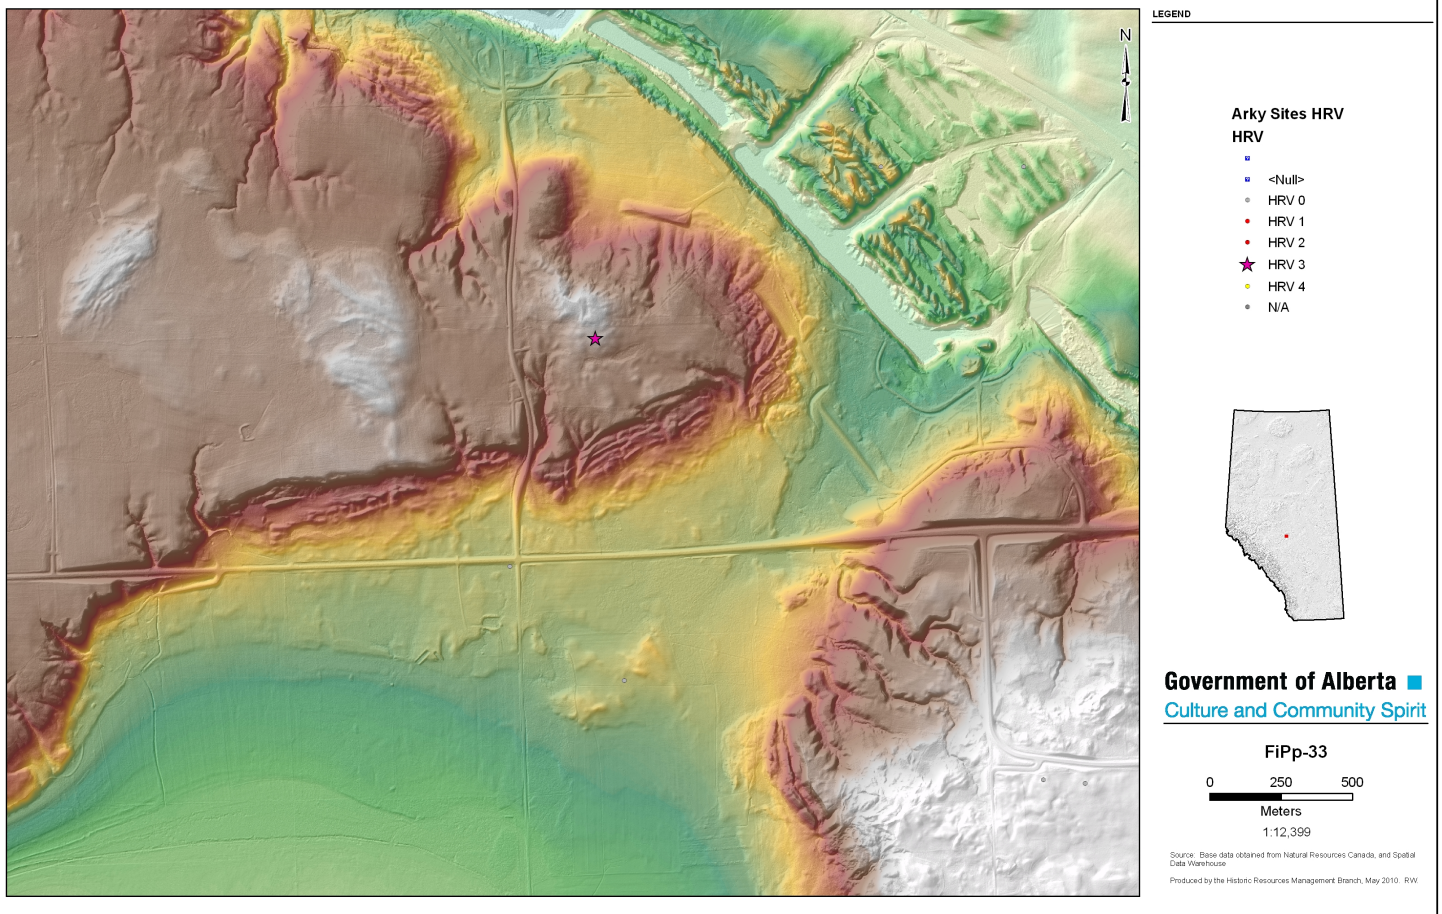 LEGEND
N
Arky Sites HRV
HRV
<Null>
HRV 0
HRV 1
HRV 2
HRV 3
HRV 4
N/A
Government of Alberta
Culture and Community Spirit
FiPp-33
0 250 500
Meters
1:12,399
Source: Base data obtained from Natural Resources Canada, and Spatial
Data Warehouse
Produced by the Historic Resources Management Branch, May 2010. RW.